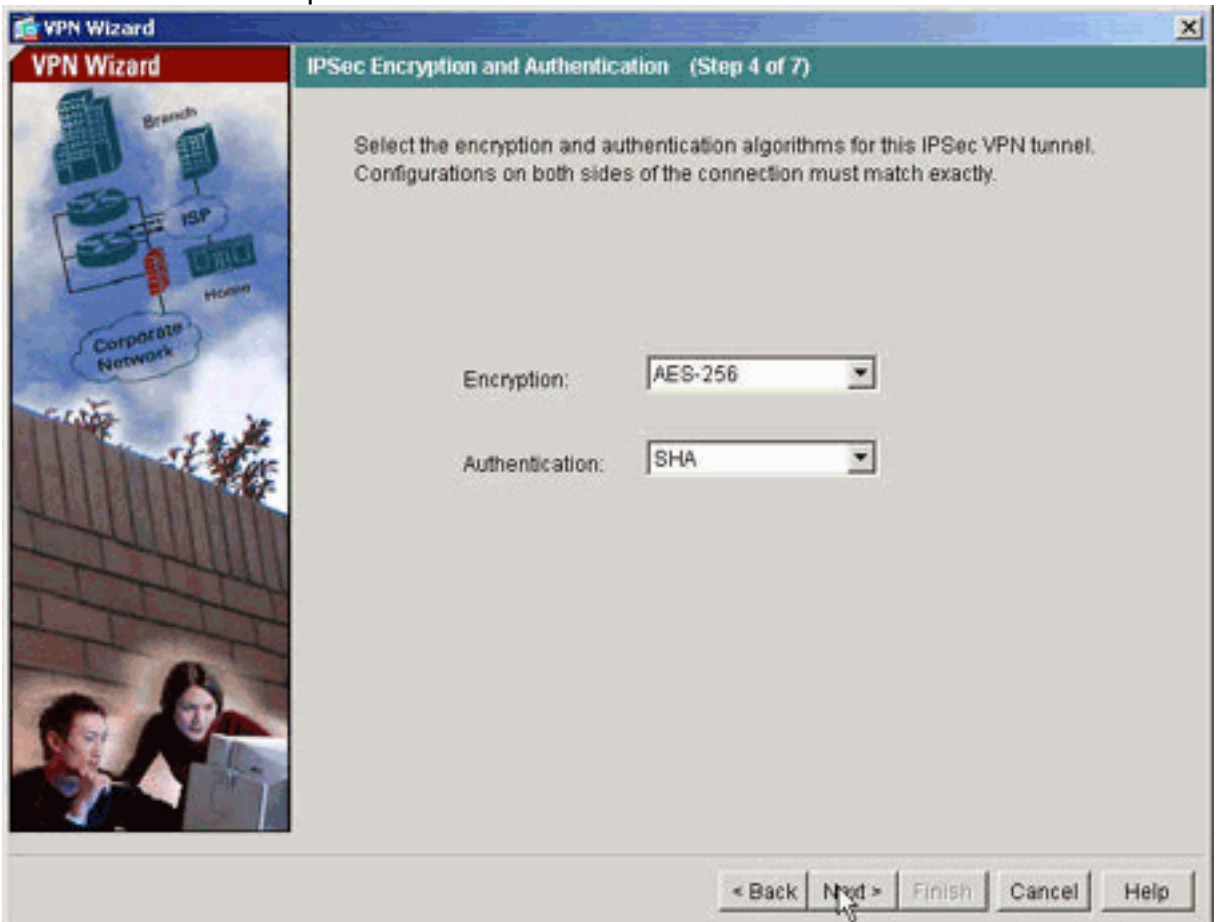 VPN Wizard
VPN Wizard
IPSec Encryption and Authentication (Step 4 of 7)
Branch
ISP
Home
Corporate
Network
Select the encryption and authentication algorithms for this IPSec VPN tunnel.
Configurations on both sides of the connection must match exactly.
Encryption:
AES-256
Authentication:
SHA
< Back
Next >
Finish
Cancel
Help